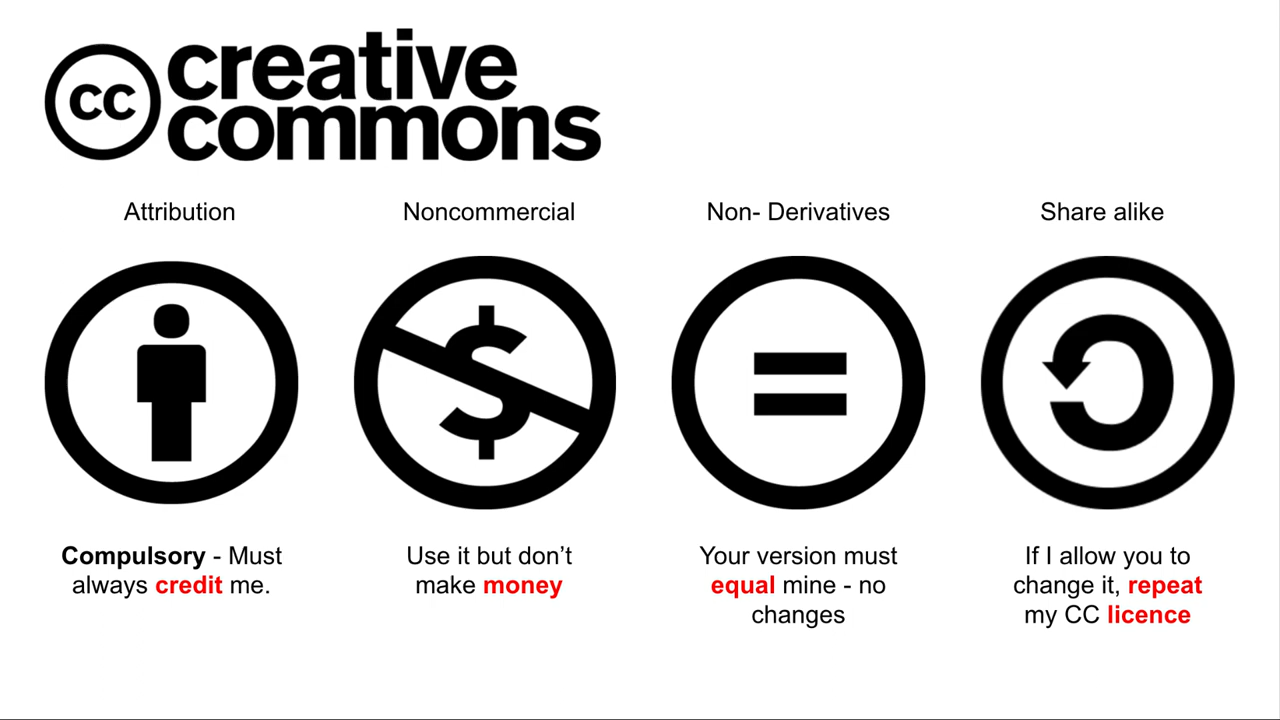 cc creative
commons
Attribution
Noncommercial
Non- Derivatives
Share alike
Compulsory - Must
always credit me.
Use it but don’t
make money
Your version must
equal mine - no
changes
If I allow you to
change it, repeat
my CC licence